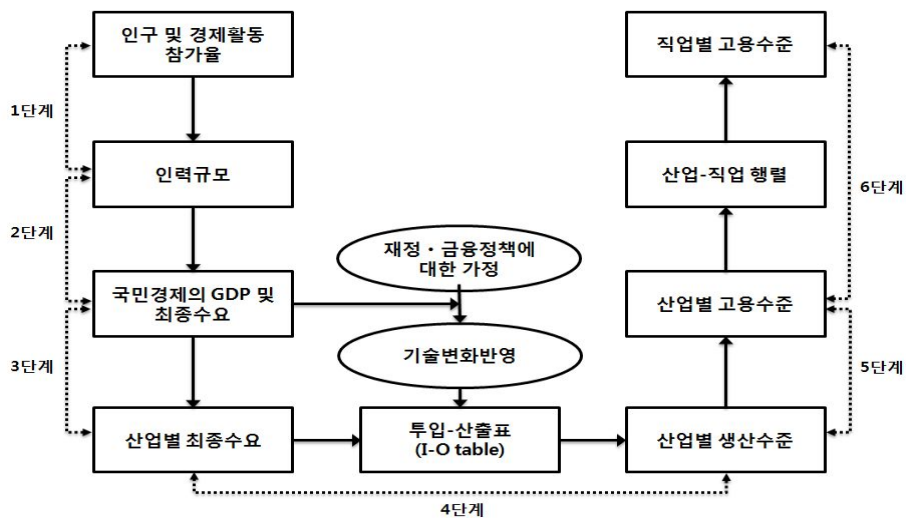 인구 및 경제활동
참가율
직업별 고용수준
1단계
인력규모
산업-직업 행렬
6단계
2단계
재정·금융정책에
대한 가정
국민경제의 GDP 및
최종수요
산업별 고용수준
기술변화반영
3단계
5단계
산업별 최종수요
투입-산출표
(I-O table)
산업별 생산수준
4단계